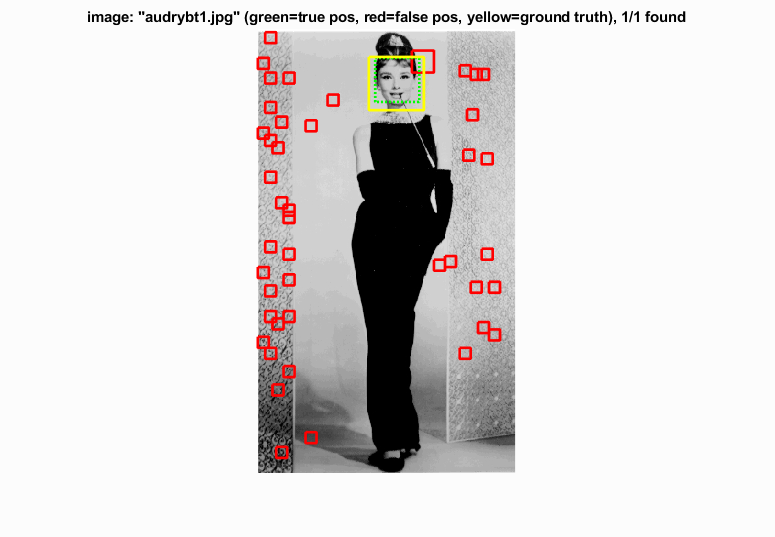 image: "audrybt1.jpg" (green=true pos, red=false pos, yellow=ground truth), 1/1 found